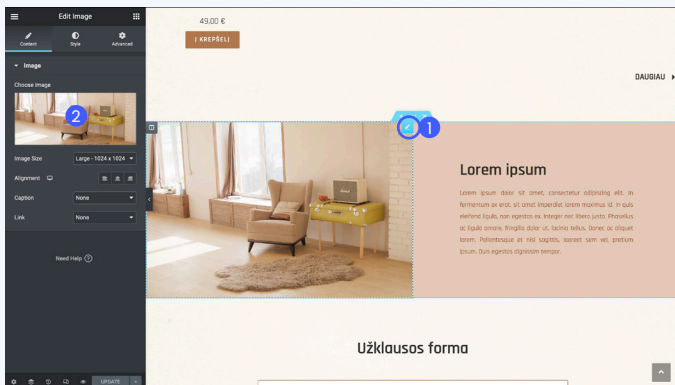 Edit Image
Content
Style
Advanced
Image
Choose Image
2
Image Size
Large - 1024 x 1024
Alignment
Caption
None
Link
None
Need Help
UPDATE
49.00 €
Į KREPŠELĮ
DAUGIAU
1
Lorem ipsum
Lorem ipsum dolor sit amet, consectetur adipiscing elit. In
fermentum ex erat, sit amet imperdiet lorem maximus id. In quis
eleifend ligula, non egestas ex. Integer nec libero justo. Phasellus
ac ligula ornare, fringilla dolor ut, lacinia tellus. Donec ac aliquet
lorem. Pellentesque et nisl sagittis, laoreet sem vel, pretium
ipsum. Duis egestas dignissim tempor.
Užklausos forma